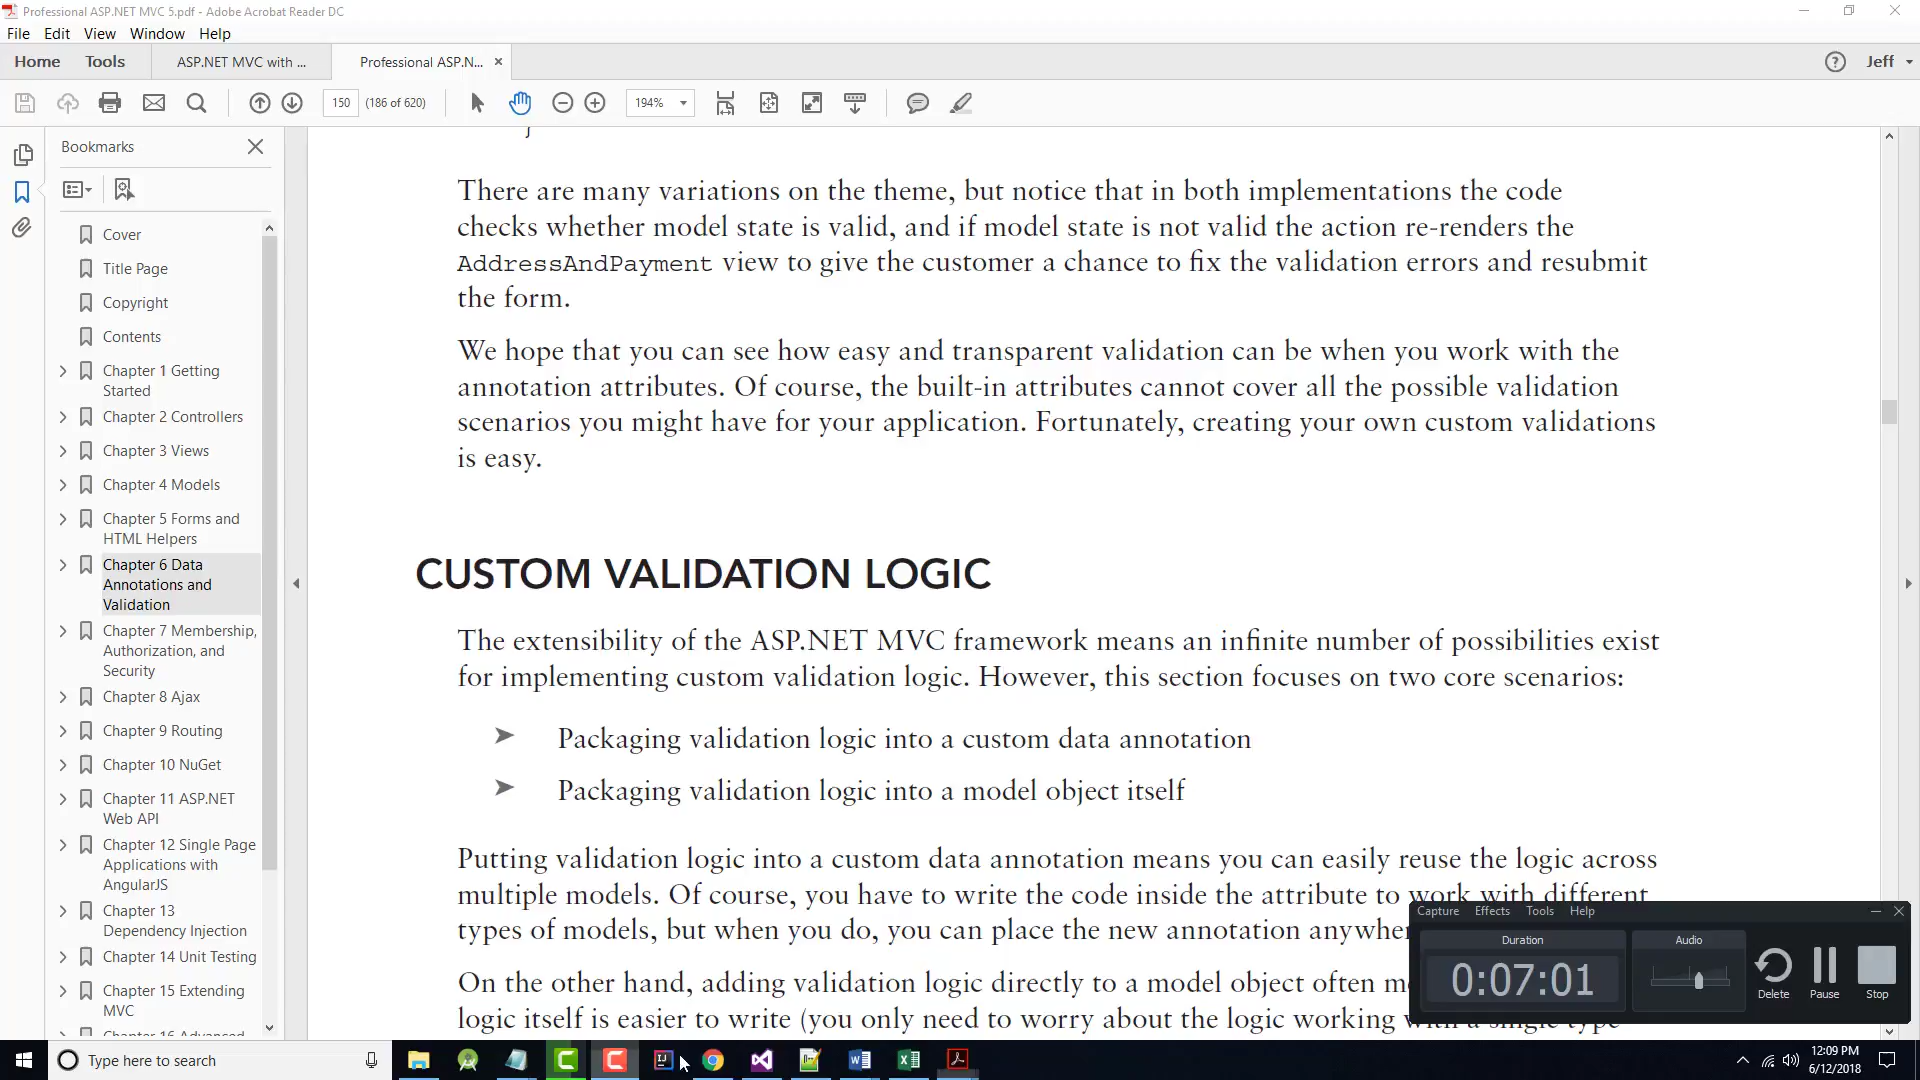 Professional ASP.NET MVC 5.pdf - Adobe Acrobat Reader DC
File Edit View Window Help
Home Tools ASP.NET MVC with ... Professional ASP.N... Jeff
150 (186 of 620) 194%
Bookmarks
Cover
Title Page
Copyright
Contents
Chapter 1 Getting
Started
Chapter 2 Controllers
Chapter 3 Views
Chapter 4 Models
Chapter 5 Forms and
HTML Helpers
Chapter 6 Data
Annotations and
Validation
Chapter 7 Membership,
Authorization, and
Security
Chapter 8 Ajax
Chapter 9 Routing
Chapter 10 NuGet
Chapter 11 ASP.NET
Web API
Chapter 12 Single Page
Applications with
AngularJS
Chapter 13
Dependency Injection
Chapter 14 Unit Testing
Chapter 15 Extending
MVC
There are many variations on the theme, but notice that in both implementations the code
checks whether model state is valid, and if model state is not valid the action re-renders the
AddressAndPayment view to give the customer a chance to fix the validation errors and resubmit
the form.
We hope that you can see how easy and transparent validation can be when you work with the
annotation attributes. Of course, the built-in attributes cannot cover all the possible validation
scenarios you might have for your application. Fortunately, creating your own custom validations
is easy.
CUSTOM VALIDATION LOGIC
The extensibility of the ASP.NET MVC framework means an infinite number of possibilities exist
for implementing custom validation logic. However, this section focuses on two core scenarios:
➤ Packaging validation logic into a custom data annotation
➤ Packaging validation logic into a model object itself
Putting validation logic into a custom data annotation means you can easily reuse the logic across
multiple models. Of course, you have to write the code inside the attribute to work with different
types of models, but when you do, you can place the new annotation
On the other hand, adding validation logic directly to a model object often
logic itself is easier to write (you only need to worry about the logic working with a single type
Capture Effects Tools Help
Duration Audio
0:07:01
Delete Pause Stop
Type here to search
12:09 PM
6/12/2018